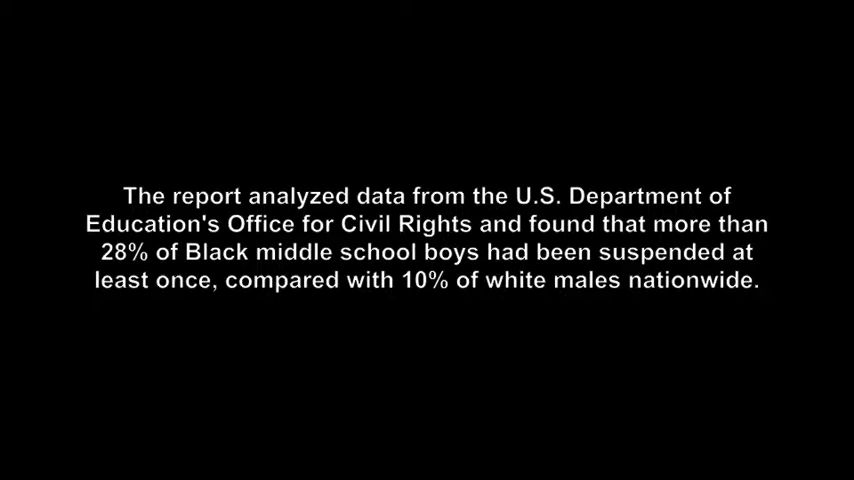 The report analyzed data from the U.S. Department of
Education's Office for Civil Rights and found that more than
28% of Black middle school boys had been suspended at
least once, compared with 10% of white males nationwide.